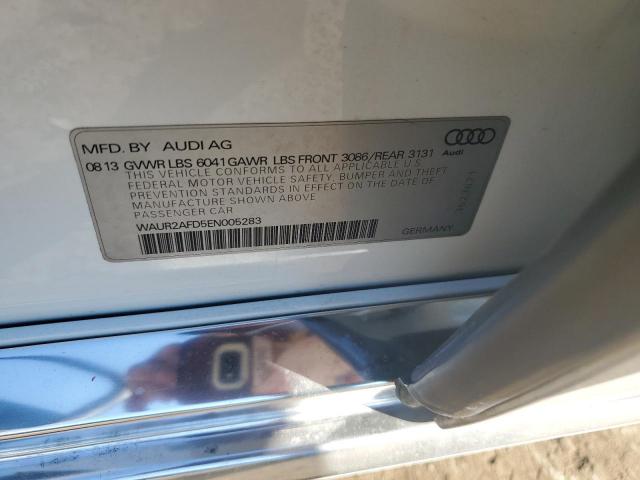 MFD. BY AUDI AG
08 13 GVWR LBS 6041 GAWR LBS FRONT 3086/REAR 3131
THIS VEHICLE CONFORMS TO ALL APPLICABLE U.S.
FEDERAL MOTOR VEHICLE SAFETY, BUMPER AND THEFT
PREVENTION STANDARDS IN EFFECT ON THE DATE OF
MANUFACTURE SHOWN ABOVE
PASSENGER CAR
WAUR2AFD5EN005283
Audi
GERMANY